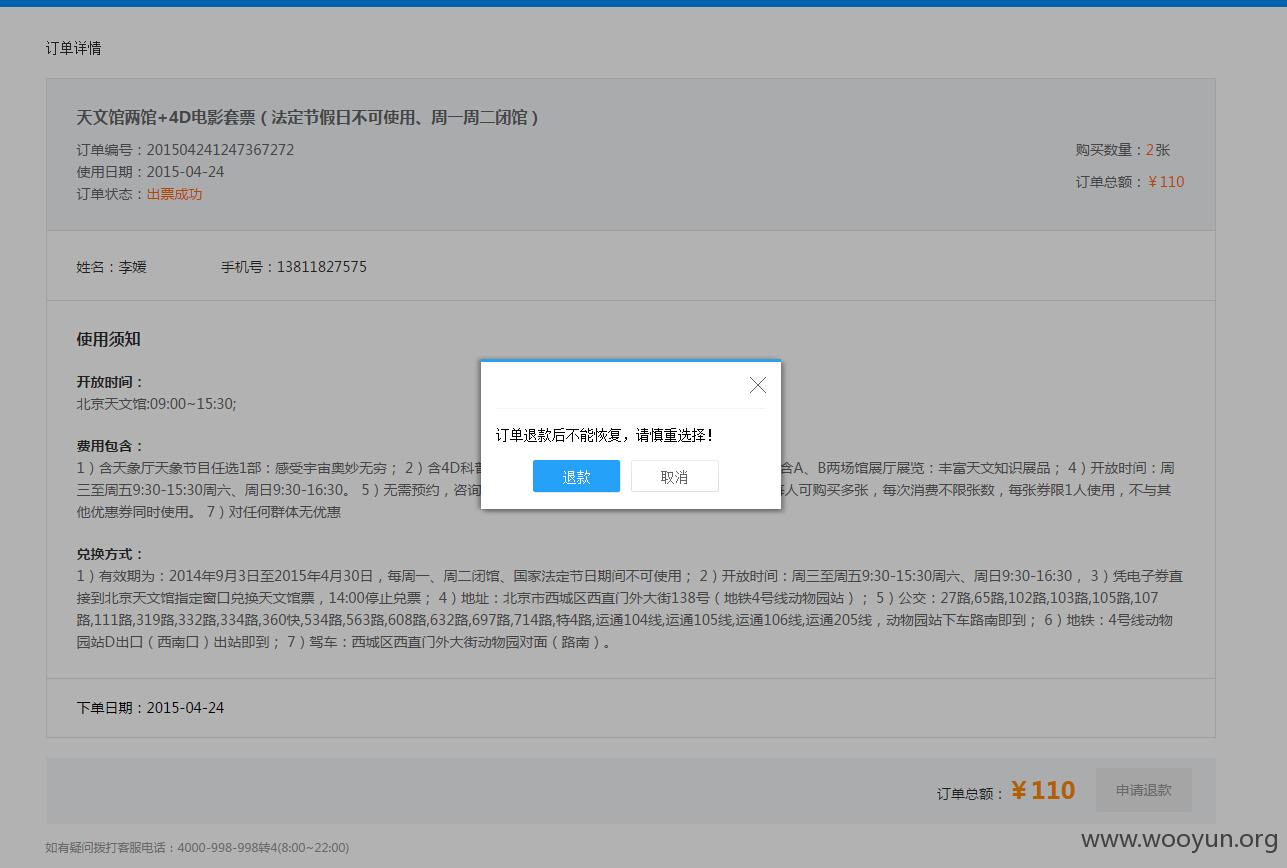 订单详情
天文馆两馆+4D电影套票（法定节假日不可使用、周一周二闭馆）
订单编号：201504241247367272
购买数量：2张
使用日期：2015-04-24
订单总额：￥110
订单状态：出票成功
姓名：李媛 手机号：13811827575
使用须知
开放时间：
北京天文馆:09:00~15:30;
订单退款后不能恢复，请慎重选择！
退款 取消
费用包含：
1）含天象厅天象节目任选1部：感受宇宙奥妙无穷； 2）含4D科 含A、B两场馆展厅展览：丰富天文知识展品； 4）开放时间：周
三至周五9:30-15:30周六、周日9:30-16:30。 5）无需预约，咨询 人可购买多张，每次消费不限张数，每张券限1人使用，不与其
他优惠券同时使用。 7）对任何群体无优惠
兑换方式：
1）有效期为：2014年9月3日至2015年4月30日，每周一、周二闭馆、国家法定节日期间不可使用； 2）开放时间：周三至周五9:30-15:30周六、周日9:30-16:30， 3）凭电子券直
接到北京天文馆指定窗口兑换天文馆票，14:00停止兑票； 4）地址：北京市西城区西直门外大街138号（地铁4号线动物园站）； 5）公交：27路,65路,102路,103路,105路,107
路,111路,319路,332路,334路,360快,534路,563路,608路,632路,697路,714路,特4路,运通104线,运通105线,运通106线,运通205线，动物园站下车路南即到； 6）地铁：4号线动物
园站D出口（西南口）出站即到； 7）驾车：西城区西直门外大街动物园对面（路南）。
下单日期：2015-04-24
订单总额：￥110 申请退款
如有疑问拨打客服电话：4000-998-998转4(8:00~22:00)
www.wooyun.org